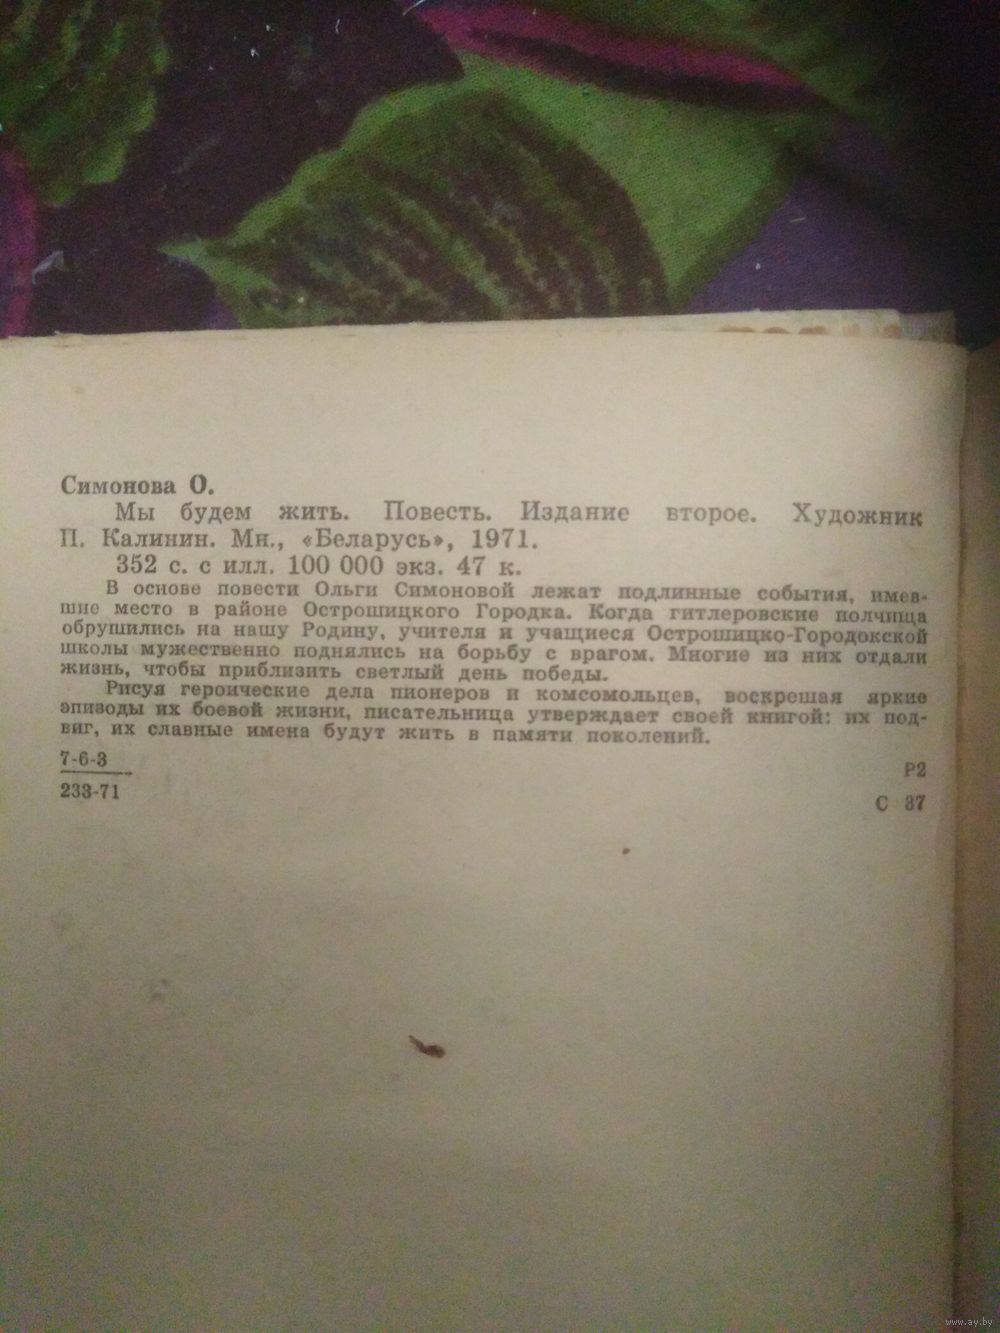 Симонова О.
Мы будем жить. Повесть. Издание второе. Художник
П. Калинин. Мн., «Беларусь», 1971.
352 с. с илл. 100 000 экз. 47 к.
В основе повести Ольги Симоновой лежат подлинные события, имев-
шие место в районе Острошицкого Городка. Когда гитлеровские полчища
обрушились на нашу Родину, учителя и учащиеся Острошицко-Городокской
школы мужественно поднялись на борьбу с врагом. Многие из них отдали
жизнь, чтобы приблизить светлый день победы.
Рисуя героические дела пионеров и комсомольцев, воскрешая яркие
эпизоды их боевой жизни, писательница утверждает своей книгой: их под-
виг, их славные имена будут жить в памяти поколений.
7-6-3
233-71
Р2
С 37
www.ay.by